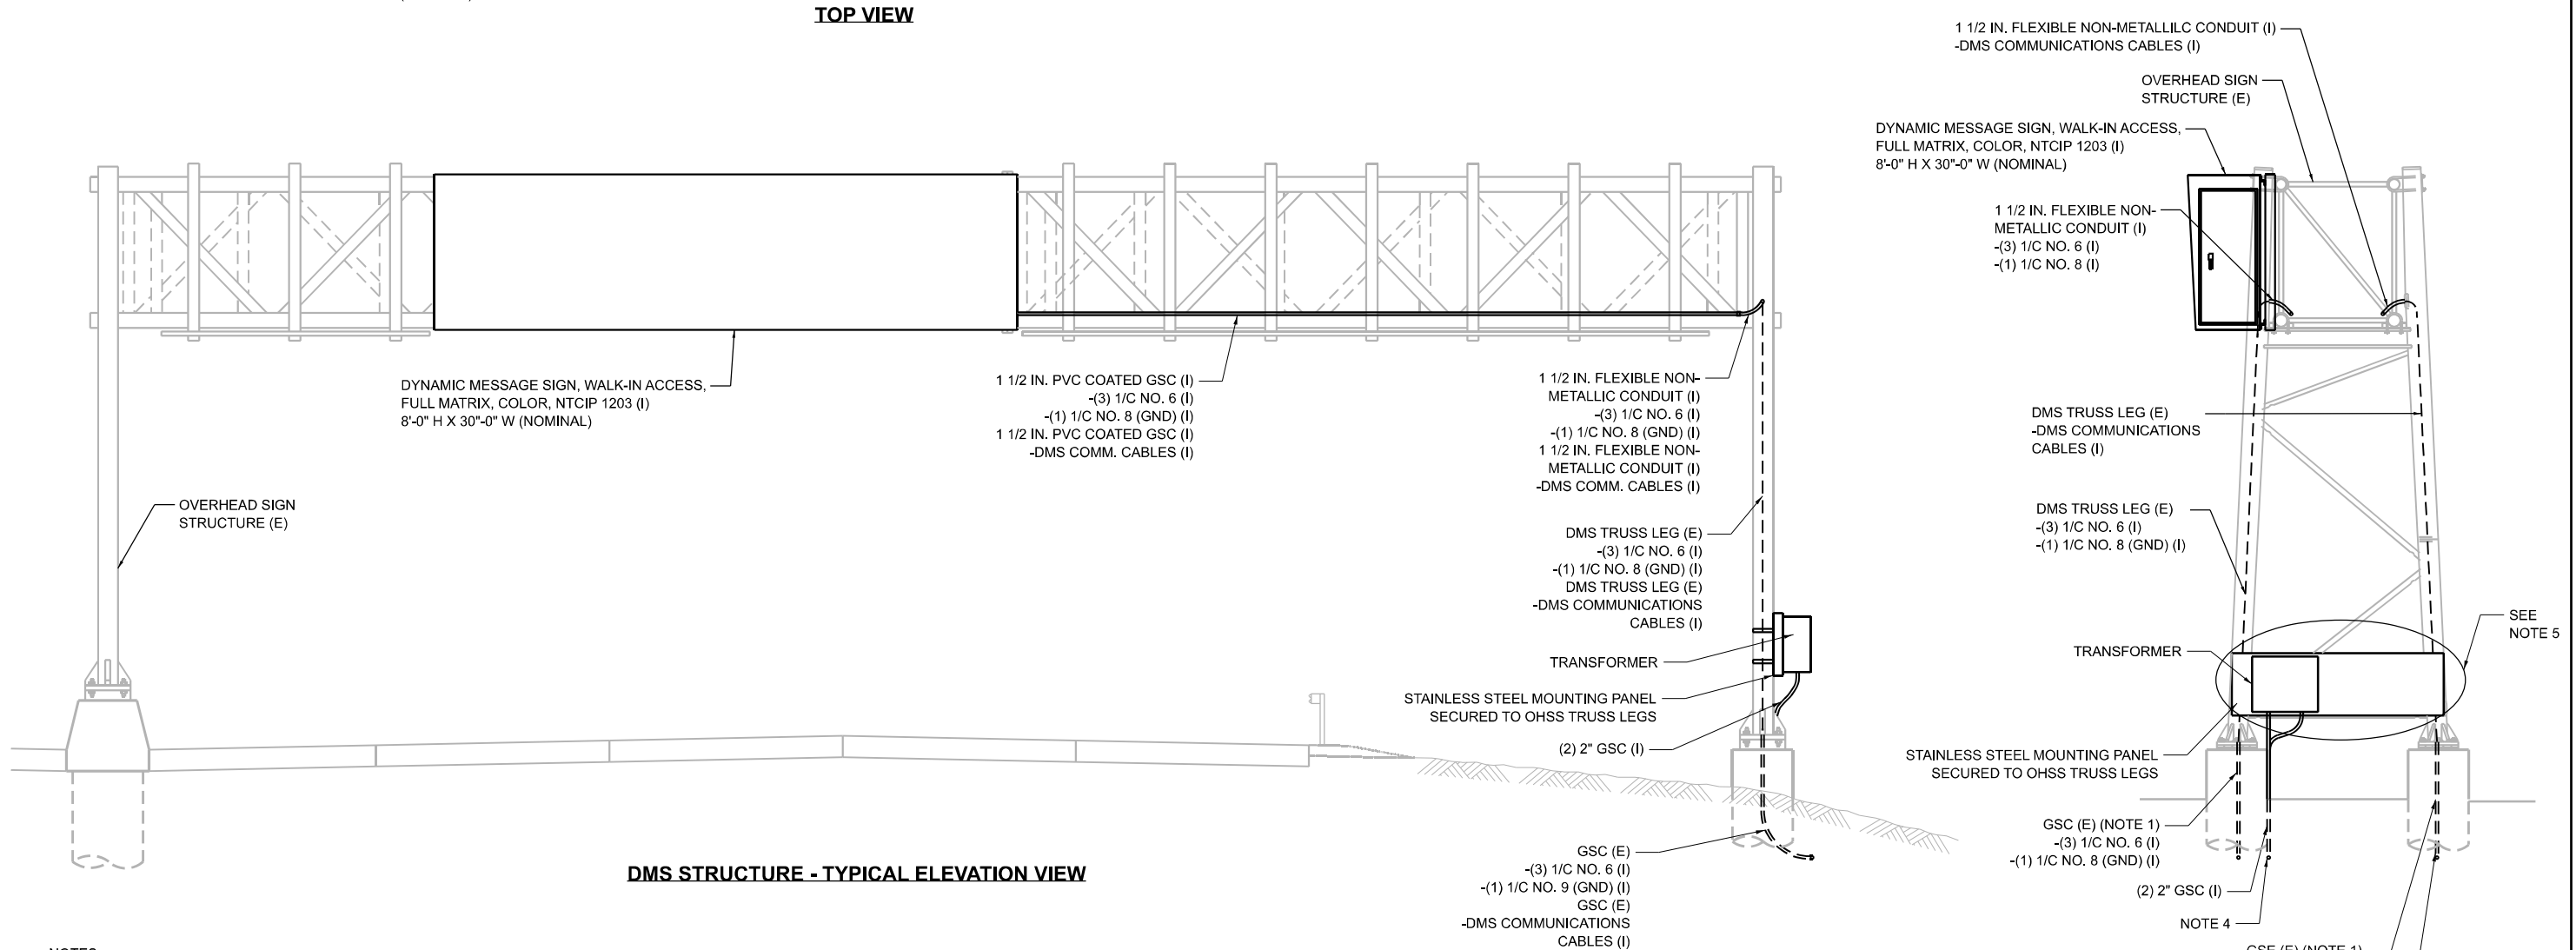 TOP VIEW
DYNAMIC MESSAGE SIGN, WALK-IN ACCESS,
FULL MATRIX, COLOR, NTCIP 1203 (I)
8'-0" H X 30"-0" W (NOMINAL)
OVERHEAD SIGN
STRUCTURE (E)
1 1/2 IN. PVC COATED GSC (I)
-(3) 1/C NO. 6 (I)
-(1) 1/C NO. 8 (GND) (I)
1 1/2 IN. PVC COATED GSC (I)
-DMS COMM. CABLES (I)
1 1/2 IN. FLEXIBLE NON-
METALLIC CONDUIT (I)
-(3) 1/C NO. 6 (I)
-(1) 1/C NO. 8 (GND) (I)
1 1/2 IN. FLEXIBLE NON-
METALLIC CONDUIT (I)
-DMS COMM. CABLES (I)
DMS TRUSS LEG (E)
-(3) 1/C NO. 6 (I)
-(1) 1/C NO. 8 (GND) (I)
DMS TRUSS LEG (E)
-DMS COMMUNICATIONS
CABLES (I)
TRANSFORMER
STAINLESS STEEL MOUNTING PANEL
SECURED TO OHSS TRUSS LEGS
(2) 2" GSC (I)
GSC (E)
-(3) 1/C NO. 6 (I)
-(1) 1/C NO. 9 (GND) (I)
GSC (E)
-DMS COMMUNICATIONS
CABLES (I)
DMS STRUCTURE - TYPICAL ELEVATION VIEW
1 1/2 IN. FLEXIBLE NON-METALLILC CONDUIT (I)
-DMS COMMUNICATIONS CABLES (I)
OVERHEAD SIGN
STRUCTURE (E)
DYNAMIC MESSAGE SIGN, WALK-IN ACCESS,
FULL MATRIX, COLOR, NTCIP 1203 (I)
8'-0" H X 30"-0" W (NOMINAL)
1 1/2 IN. FLEXIBLE NON-
METALLIC CONDUIT (I)
-(3) 1/C NO. 6 (I)
-(1) 1/C NO. 8 (I)
DMS TRUSS LEG (E)
-DMS COMMUNICATIONS
CABLES (I)
DMS TRUSS LEG (E)
-(3) 1/C NO. 6 (I)
-(1) 1/C NO. 8 (GND) (I)
SEE
NOTE 5
TRANSFORMER
STAINLESS STEEL MOUNTING PANEL
SECURED TO OHSS TRUSS LEGS
GSC (E) (NOTE 1)
-(3) 1/C NO. 6 (I)
-(1) 1/C NO. 8 (GND) (I)
(2) 2" GSC (I)
NOTE 4
GSE (E) (NOTE 1)
NOTES